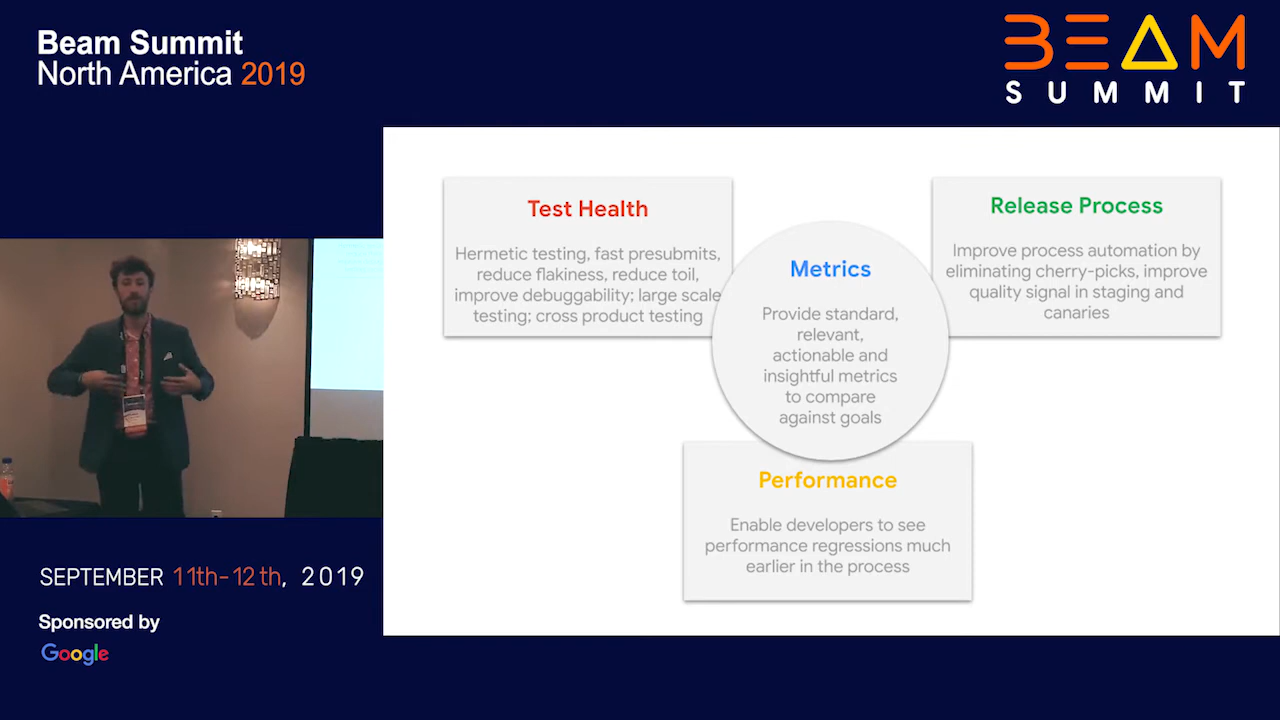 Beam Summit
North America 2019
BEAM
SUMMIT
Test Health
Hermetic testing, fast presubmits,
reduce flakiness, reduce toil,
improve debuggability; large scale
testing; cross product testing
Metrics
Provide standard,
relevant,
actionable and
insightful metrics
to compare
against goals
Release Process
Improve process automation by
eliminating cherry-picks, improve
quality signal in staging and
canaries
Performance
Enable developers to see
performance regressions much
earlier in the process
SEPTEMBER 11th-12th, 2019
Sponsored by
Google